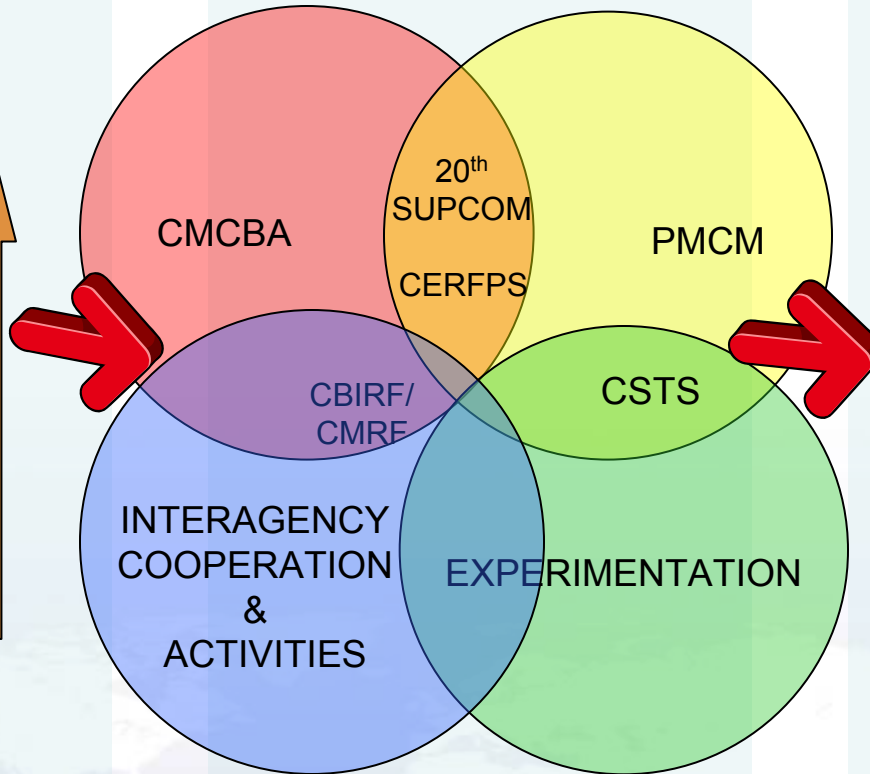 20th
SUPCOM
CERFPS
CMCBA
PMCM
CBIRF/
CMRF
CSTS
INTERAGENCY
COOPERATION
&
ACTIVITIES
EXPERIMENTATION